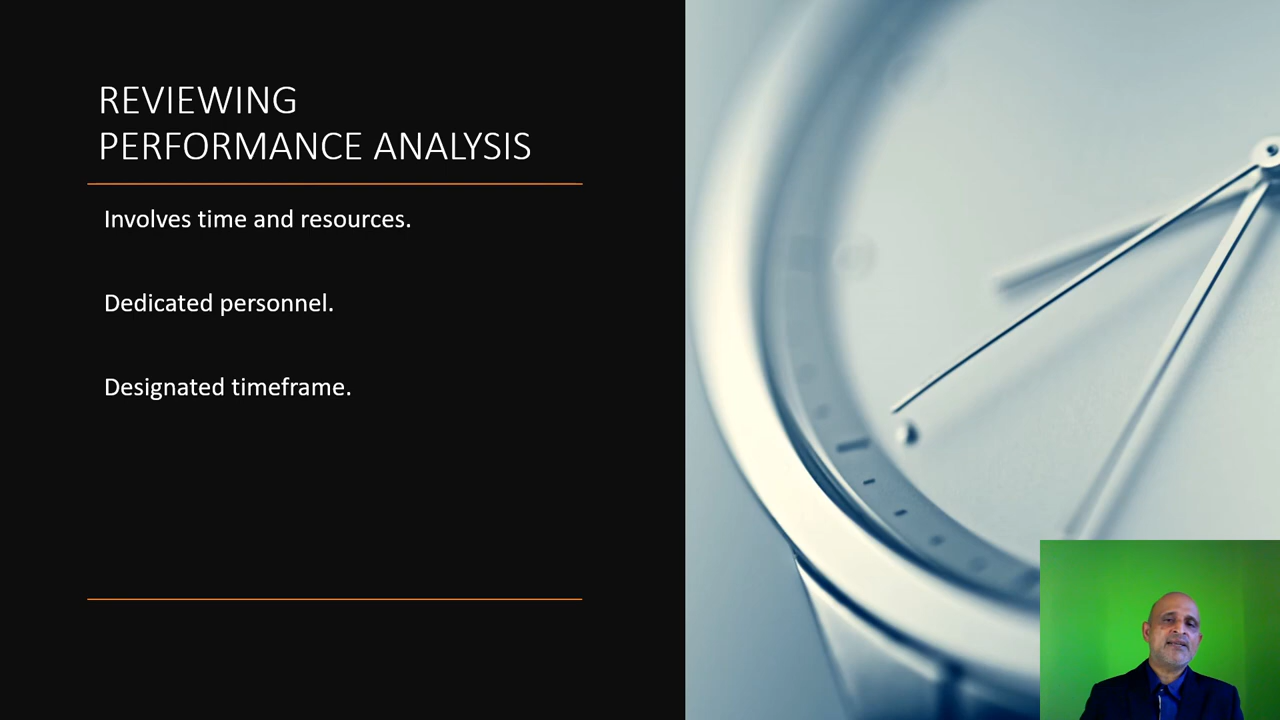 REVIEWING
PERFORMANCE ANALYSIS
Involves time and resources.
Dedicated personnel.
Designated timeframe.